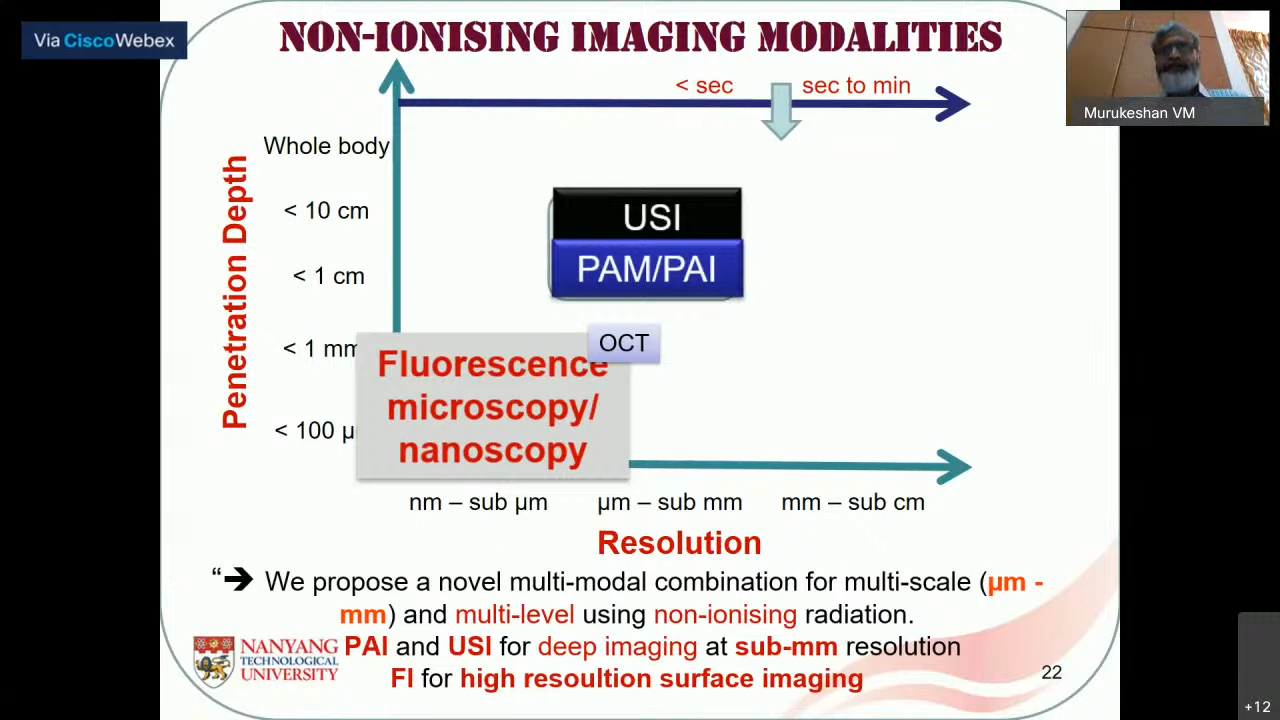 Via CiscoWebex
NON-IONISING IMAGING MODALITIES
< sec
sec to min
Murukeshan VM
Penetration Depth
Whole body
< 10 cm
< 1 cm
< 1 mm
< 100 µ
USI
PAM/PAI
OCT
Fluorescence
microscopy/
nanoscopy
nm – sub µm
µm – sub mm
mm – sub cm
Resolution
“➔ We propose a novel multi-modal combination for multi-scale (µm -
mm) and multi-level using non-ionising radiation.
PAI and USI for deep imaging at sub-mm resolution
FI for high resoultion surface imaging
NANYANG
TECHNOLOGICAL
UNIVERSITY
22
+12